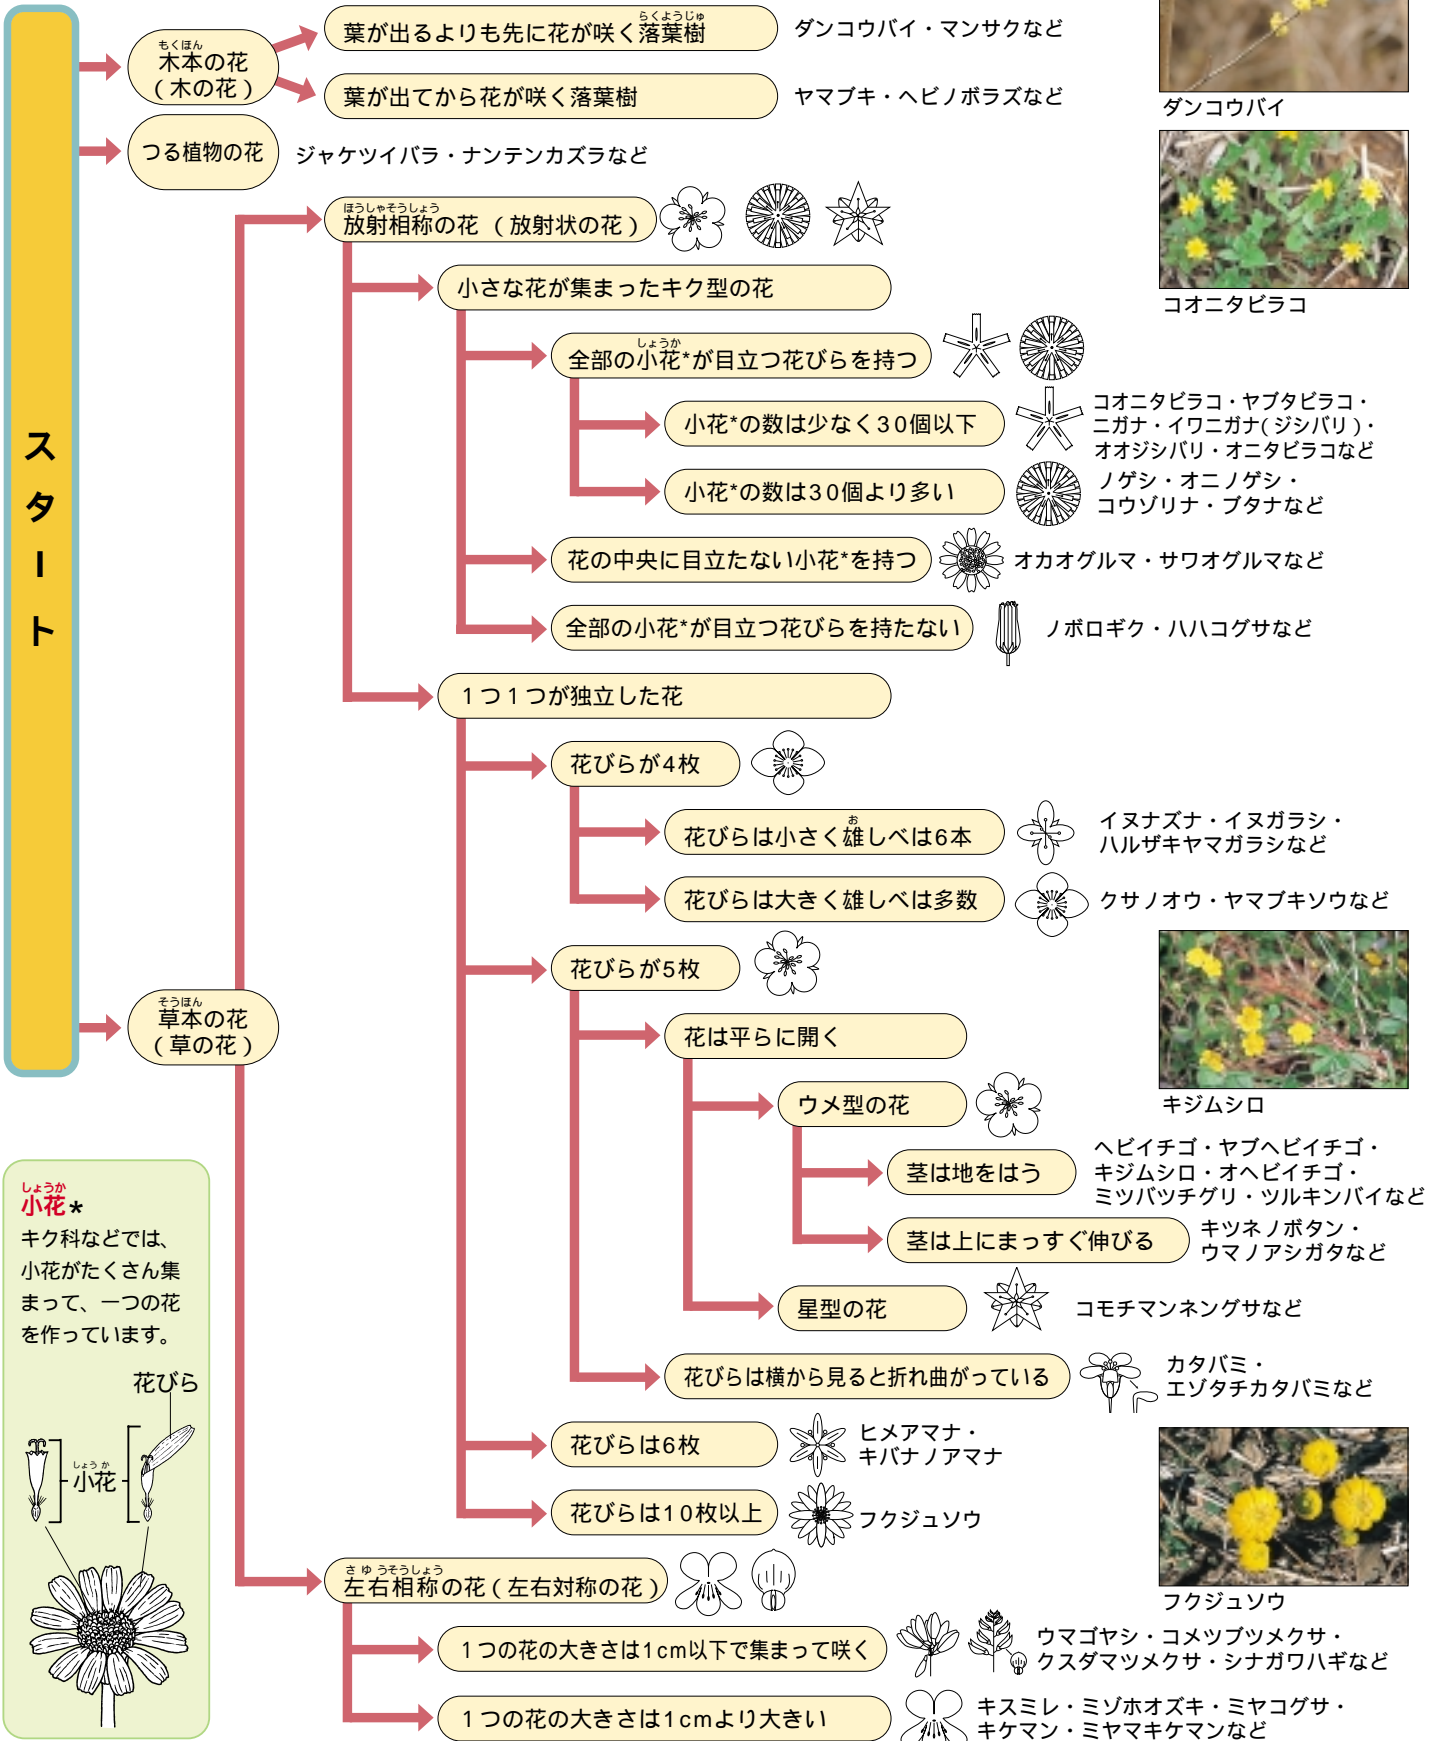 スタート
もくほん
木本の花
(木の花)
らくようじゅ
葉が出るよりも先に花が咲く落葉樹
ダンコウバイ・マンサクなど
葉が出てから花が咲く落葉樹
ヤマブキ・ヘビノボラズなど
ダンコウバイ
つる植物の花
ジャケツイバラ・ナンテンカズラなど
そうほん
草本の花
(草の花)
ほうしゃそうしょう
放射相称の花 (放射状の花)
小さな花が集まったキク型の花
コオニタビラコ
しょうか
全部の小花*が目立つ花びらを持つ
小花*の数は少なく30個以下
コオニタビラコ・ヤブタビラコ・
ニガナ・イワニガナ(ジシバリ)・
オオジシバリ・オニタビラコなど
小花*の数は30個より多い
ノゲシ・オニノゲシ・
コウゾリナ・ブタナなど
花の中央に目立たない小花*を持つ
オカオグルマ・サワオグルマなど
全部の小花*が目立つ花びらを持たない
ノボロギク・ハハコグサなど
1つ1つが独立した花
花びらが4枚
お
花びらは小さく雄しべは6本
イヌナズナ・イヌガラシ・
ハルザキヤマガラシなど
花びらは大きく雄しべは多数
クサノオウ・ヤマブキソウなど
花びらが5枚
花は平らに開く
キジムシロ
ウメ型の花
茎は地をはう
ヘビイチゴ・ヤブヘビイチゴ・
キジムシロ・オヘビイチゴ・
ミツバツチグリ・ツルキンバイなど
茎は上にまっすぐ伸びる
キツネノボタン・
ウマノアシガタなど
星型の花
コモチマンネングサなど
花びらは横から見ると折れ曲がっている
カタバミ・
エゾタチカタバミなど
花びらは6枚
ヒメアマナ・
キバナノアマナ
花びらは10枚以上
フクジュソウ
フクジュソウ
さゆうそうしょう
左右相称の花(左右対称の花)
1つの花の大きさは1cm以下で集まって咲く
ウマゴヤシ・コメツブツメクサ・
クスダマツメクサ・シナガワハギなど
1つの花の大きさは1cmより大きい
キスミレ・ミゾホオズキ・ミヤコグサ・
キケマン・ミヤマキケマンなど
しょうか
小花*
キク科などでは、
小花がたくさん集
まって、一つの花
を作っています。
花びら
しょうか
小花